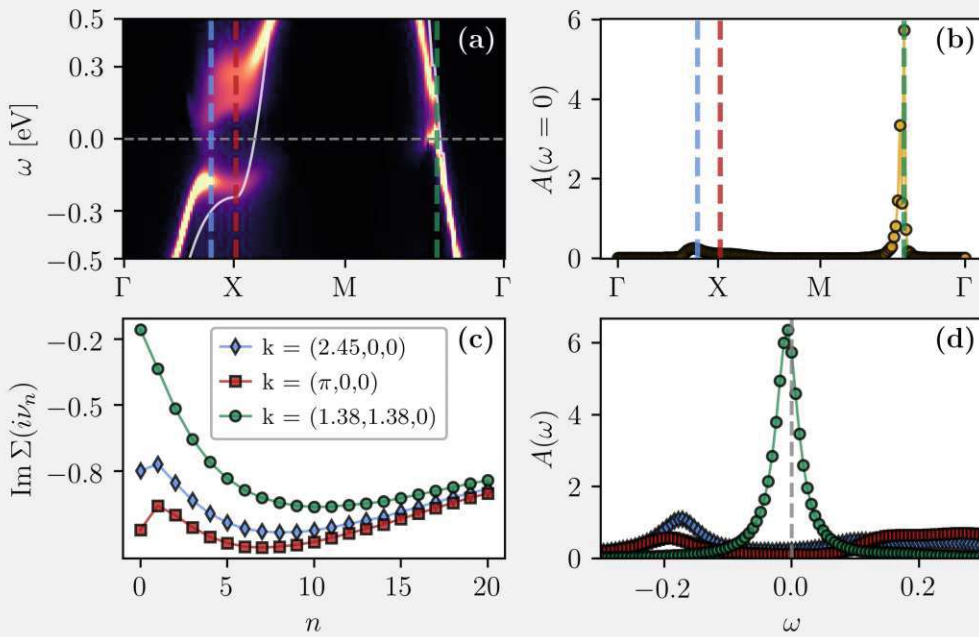 (a)
0.5
0.3
0.0
−0.3
−0.5
ω [eV]
Γ X M Γ
(b)
6
4
2
0
A(ω = 0)
Γ X M Γ
(c)
−0.2
−0.5
−0.8
Im Σ(iν_n)
k = (2.45,0,0)
k = (π,0,0)
k = (1.38,1.38,0)
0 5 10 15 20
n
(d)
6
4
2
0
A(ω)
−0.2 0.0 0.2
ω